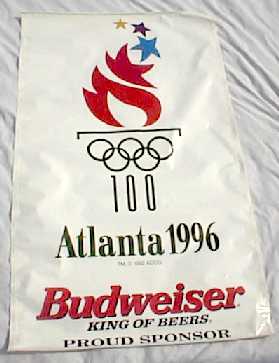 100
Atlanta 1996
Budweiser
KING OF BEERS.
PROUD SPONSOR